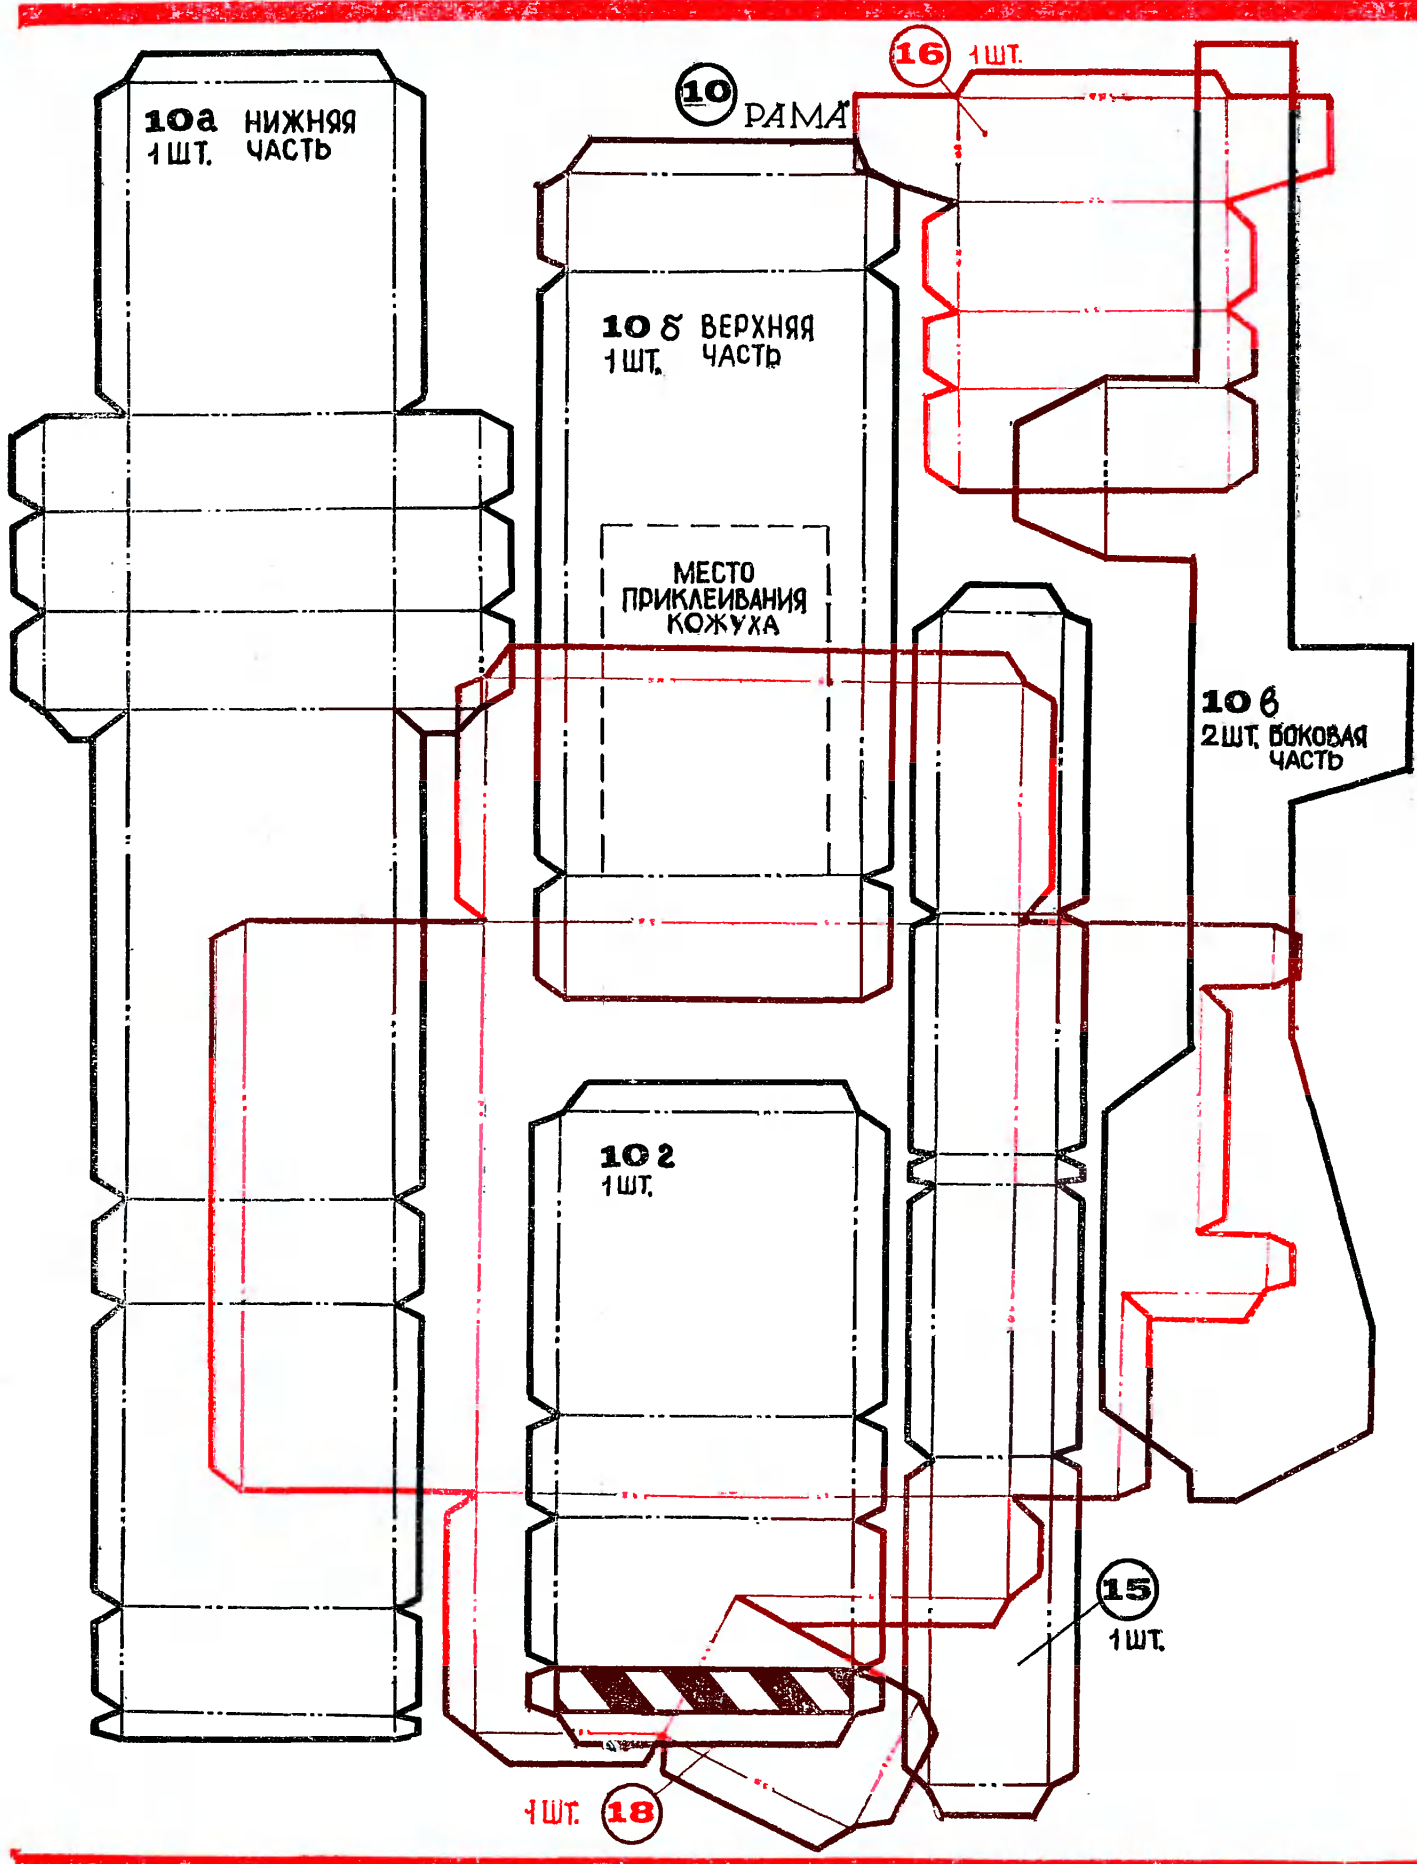 16 1 ШТ.
10 РАМА
10а НИЖНЯЯ
1 ШТ. ЧАСТЬ
10 б ВЕРХНЯЯ
1 ШТ. ЧАСТЬ
МЕСТО
ПРИКЛЕИВАНИЯ
КОЖУХА
10 в
2 ШТ. БОКОВАЯ
ЧАСТЬ
10 г
1 ШТ.
15
1 ШТ.
1 ШТ. 18